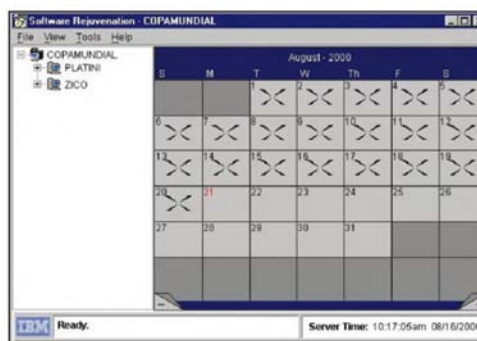 Software Rejuvenation - COPAMUNDIAL
File View Tools Help
COPAMUNDIAL
PLATINI
ZICO
August - 2000
S M T W Th F S
1 2 3 4 5
6 7 8 9 10 11 12
13 14 15 16 17 18 19
20 21 22 23 24 25 26
27 28 29 30 31
IBM Ready. Server Time: 10:17:05am 08/16/200